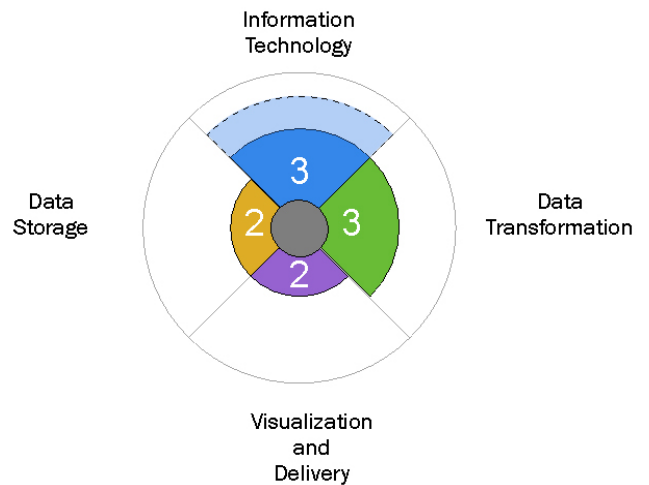 Information
Technology
3
Data
Storage
2
3
Data
Transformation
2
Visualization
and
Delivery